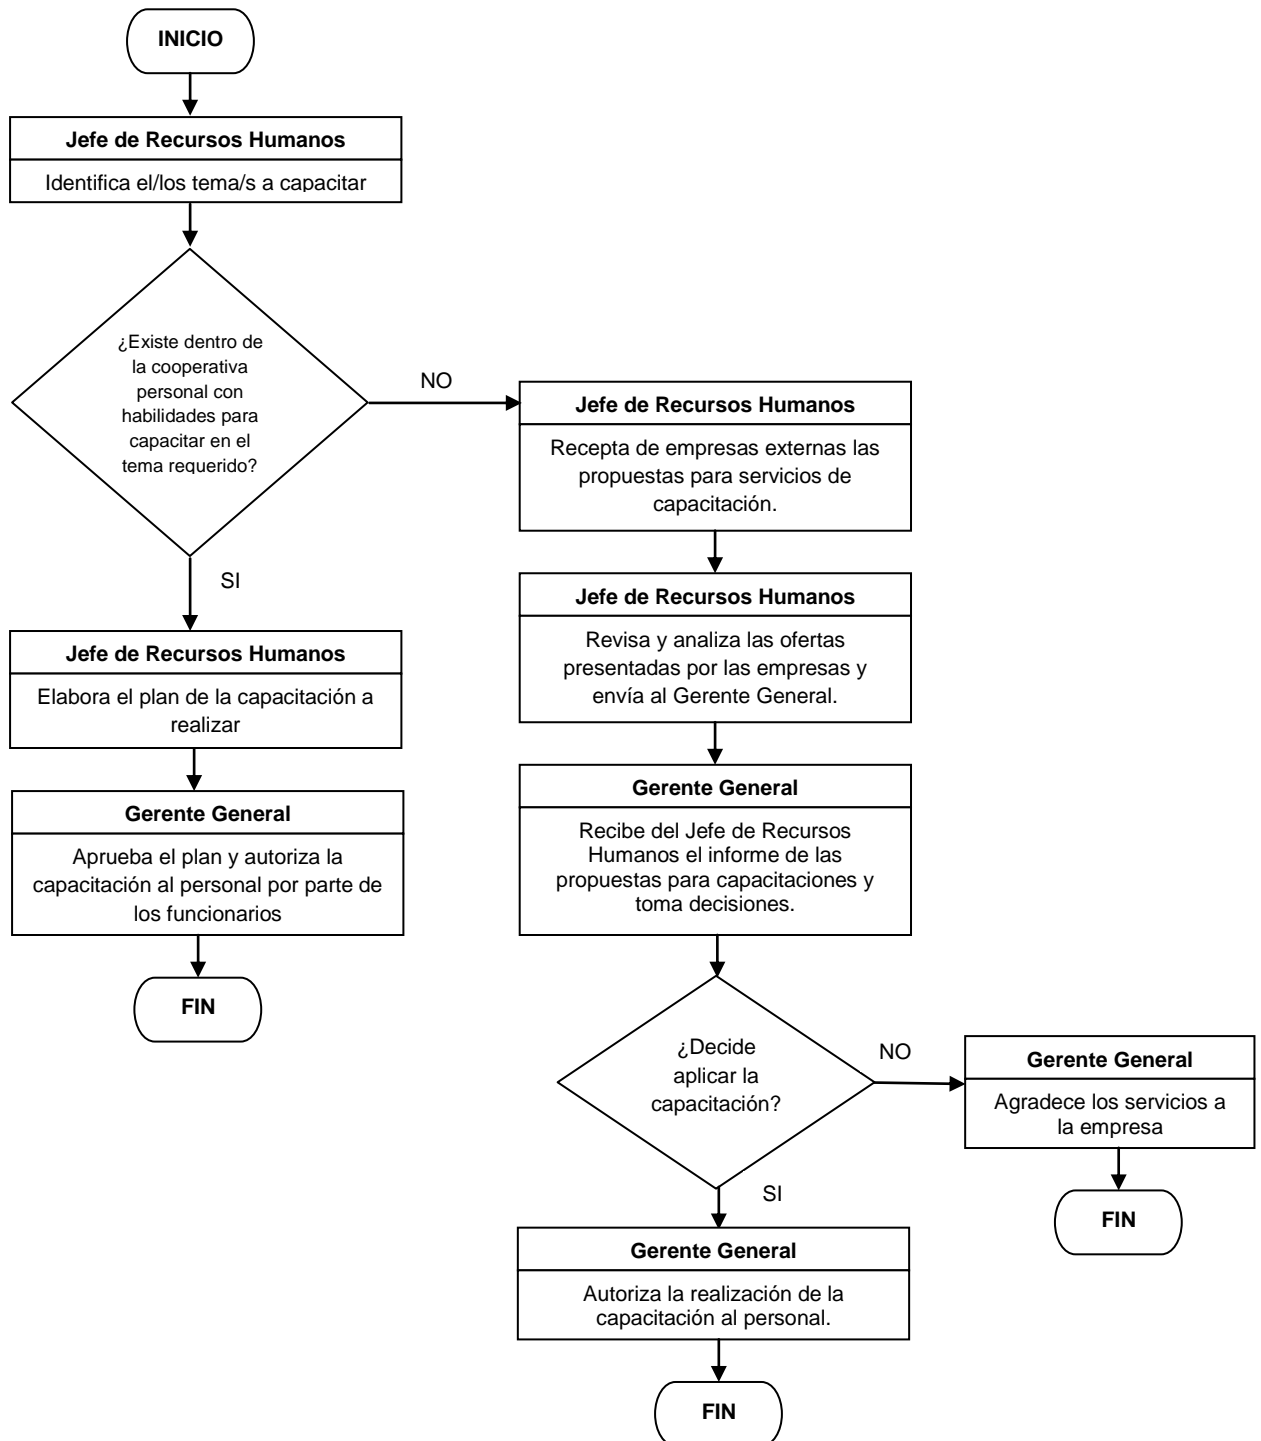 INICIO
Jefe de Recursos Humanos
Identifica el/los tema/s a capacitar
¿Existe dentro de
la cooperativa
personal con
habilidades para
capacitar en el
tema requerido?
NO
SI
Jefe de Recursos Humanos
Elabora el plan de la capacitación a
realizar
Gerente General
Aprueba el plan y autoriza la
capacitación al personal por parte de
los funcionarios
FIN
Jefe de Recursos Humanos
Recepta de empresas externas las
propuestas para servicios de
capacitación.
Jefe de Recursos Humanos
Revisa y analiza las ofertas
presentadas por las empresas y
envía al Gerente General.
Gerente General
Recibe del Jefe de Recursos
Humanos el informe de las
propuestas para capacitaciones y
toma decisiones.
¿Decide
aplicar la
capacitación?
NO
Gerente General
Agradece los servicios a
la empresa
FIN
SI
Gerente General
Autoriza la realización de la
capacitación al personal.
FIN